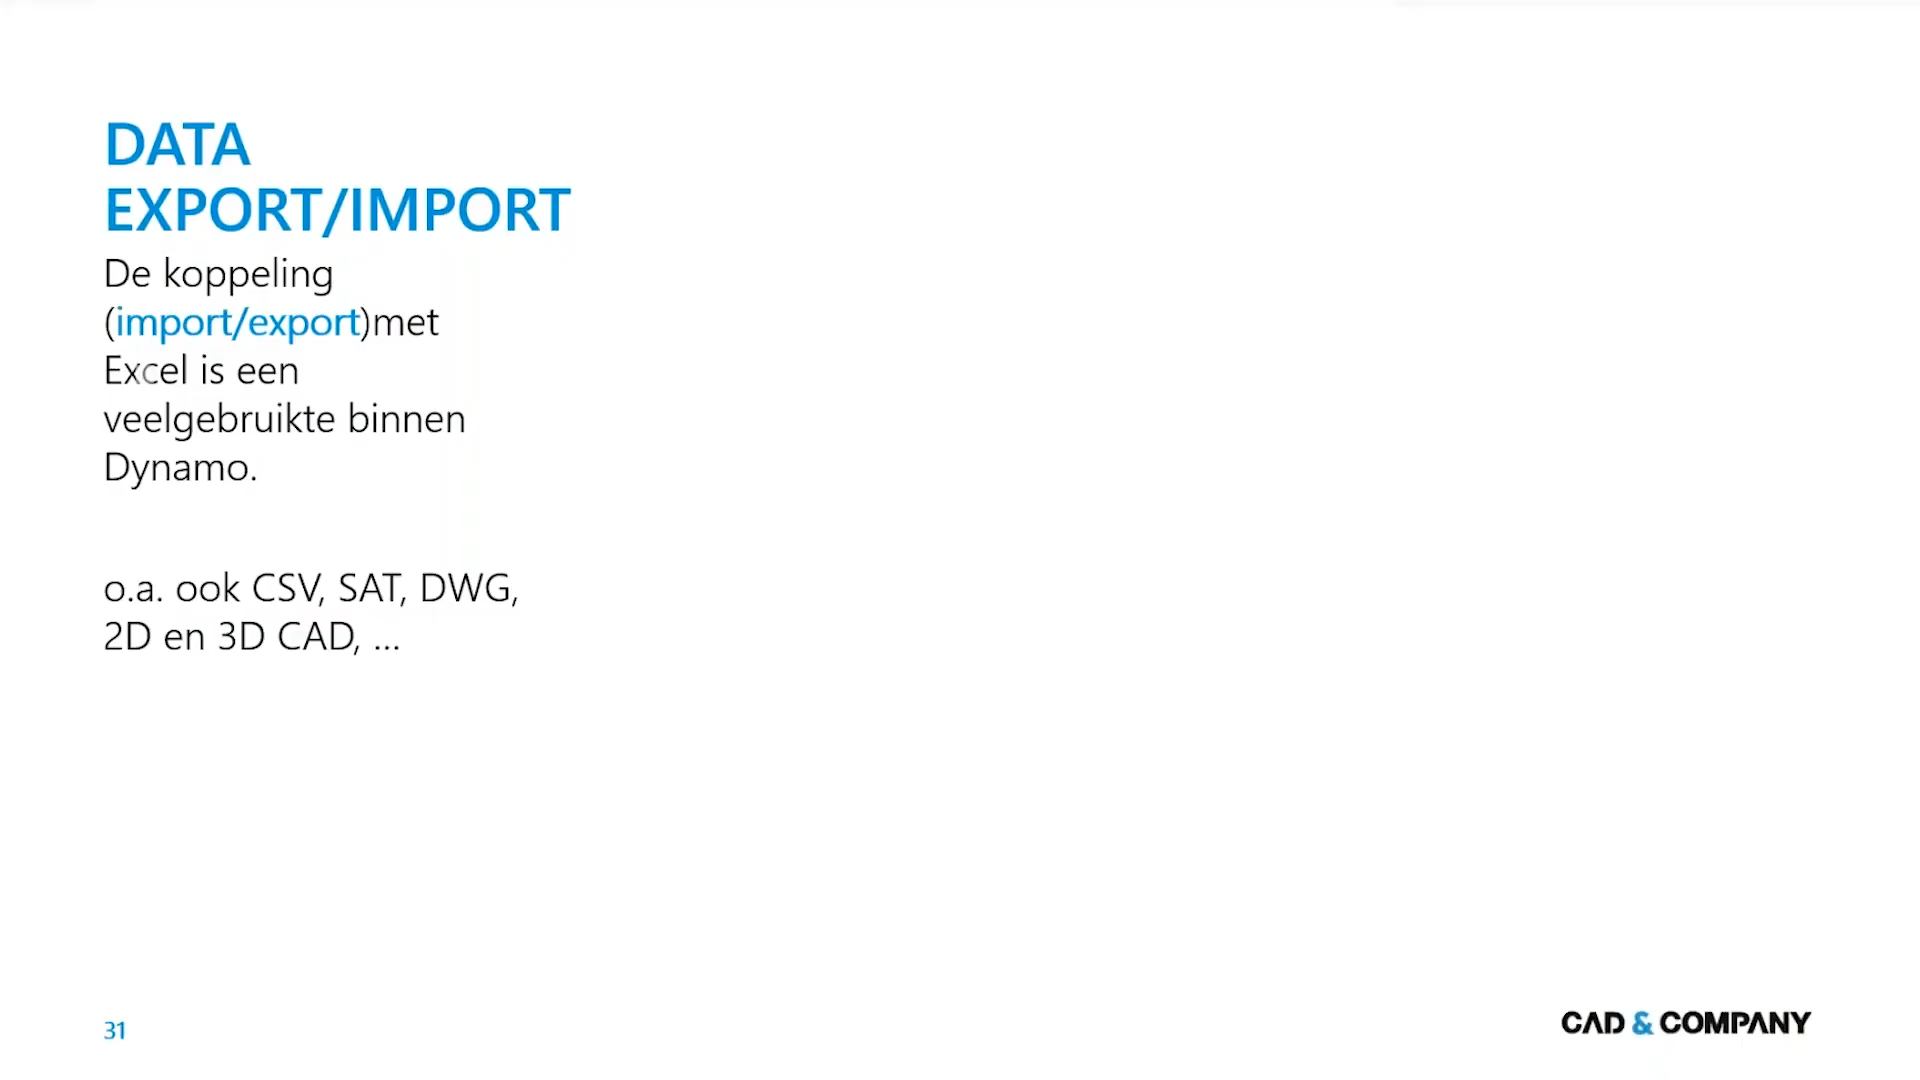 DATA
EXPORT/IMPORT
De koppeling
(import/export)met
Excel is een
veelgebruikte binnen
Dynamo.
o.a. ook CSV, SAT, DWG,
2D en 3D CAD, ...
31
CAD & COMPANY